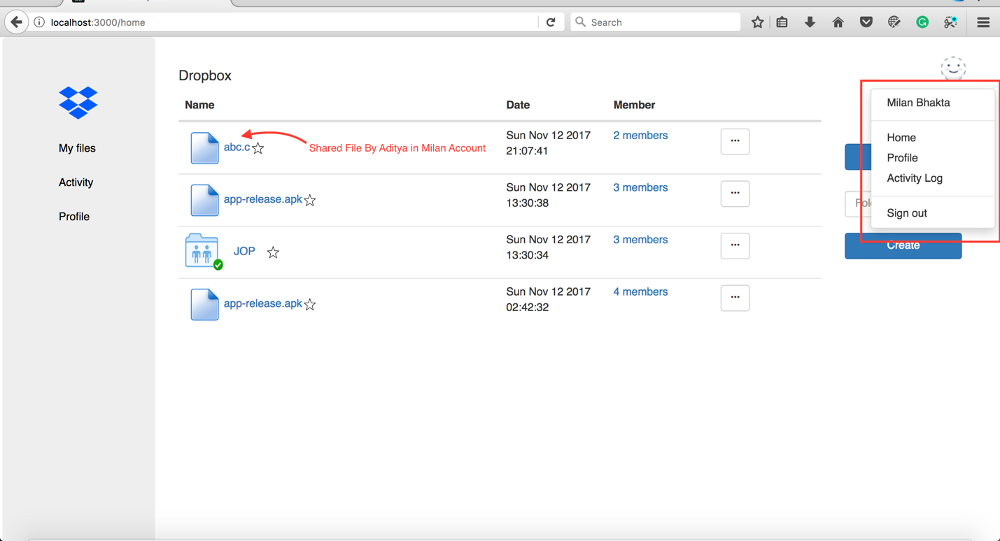 localhost:3000/home
Search
Dropbox
Name Date Member
My files
Activity
Profile
abc.c
Shared File By Aditya in Milan Account
Sun Nov 12 2017
21:07:41
2 members
...
app-release.apk
Sun Nov 12 2017
13:30:38
3 members
...
JOP
Sun Nov 12 2017
13:30:34
3 members
...
app-release.apk
Sun Nov 12 2017
02:42:32
4 members
...
Milan Bhakta
Home
Profile
Activity Log
Sign out
Create